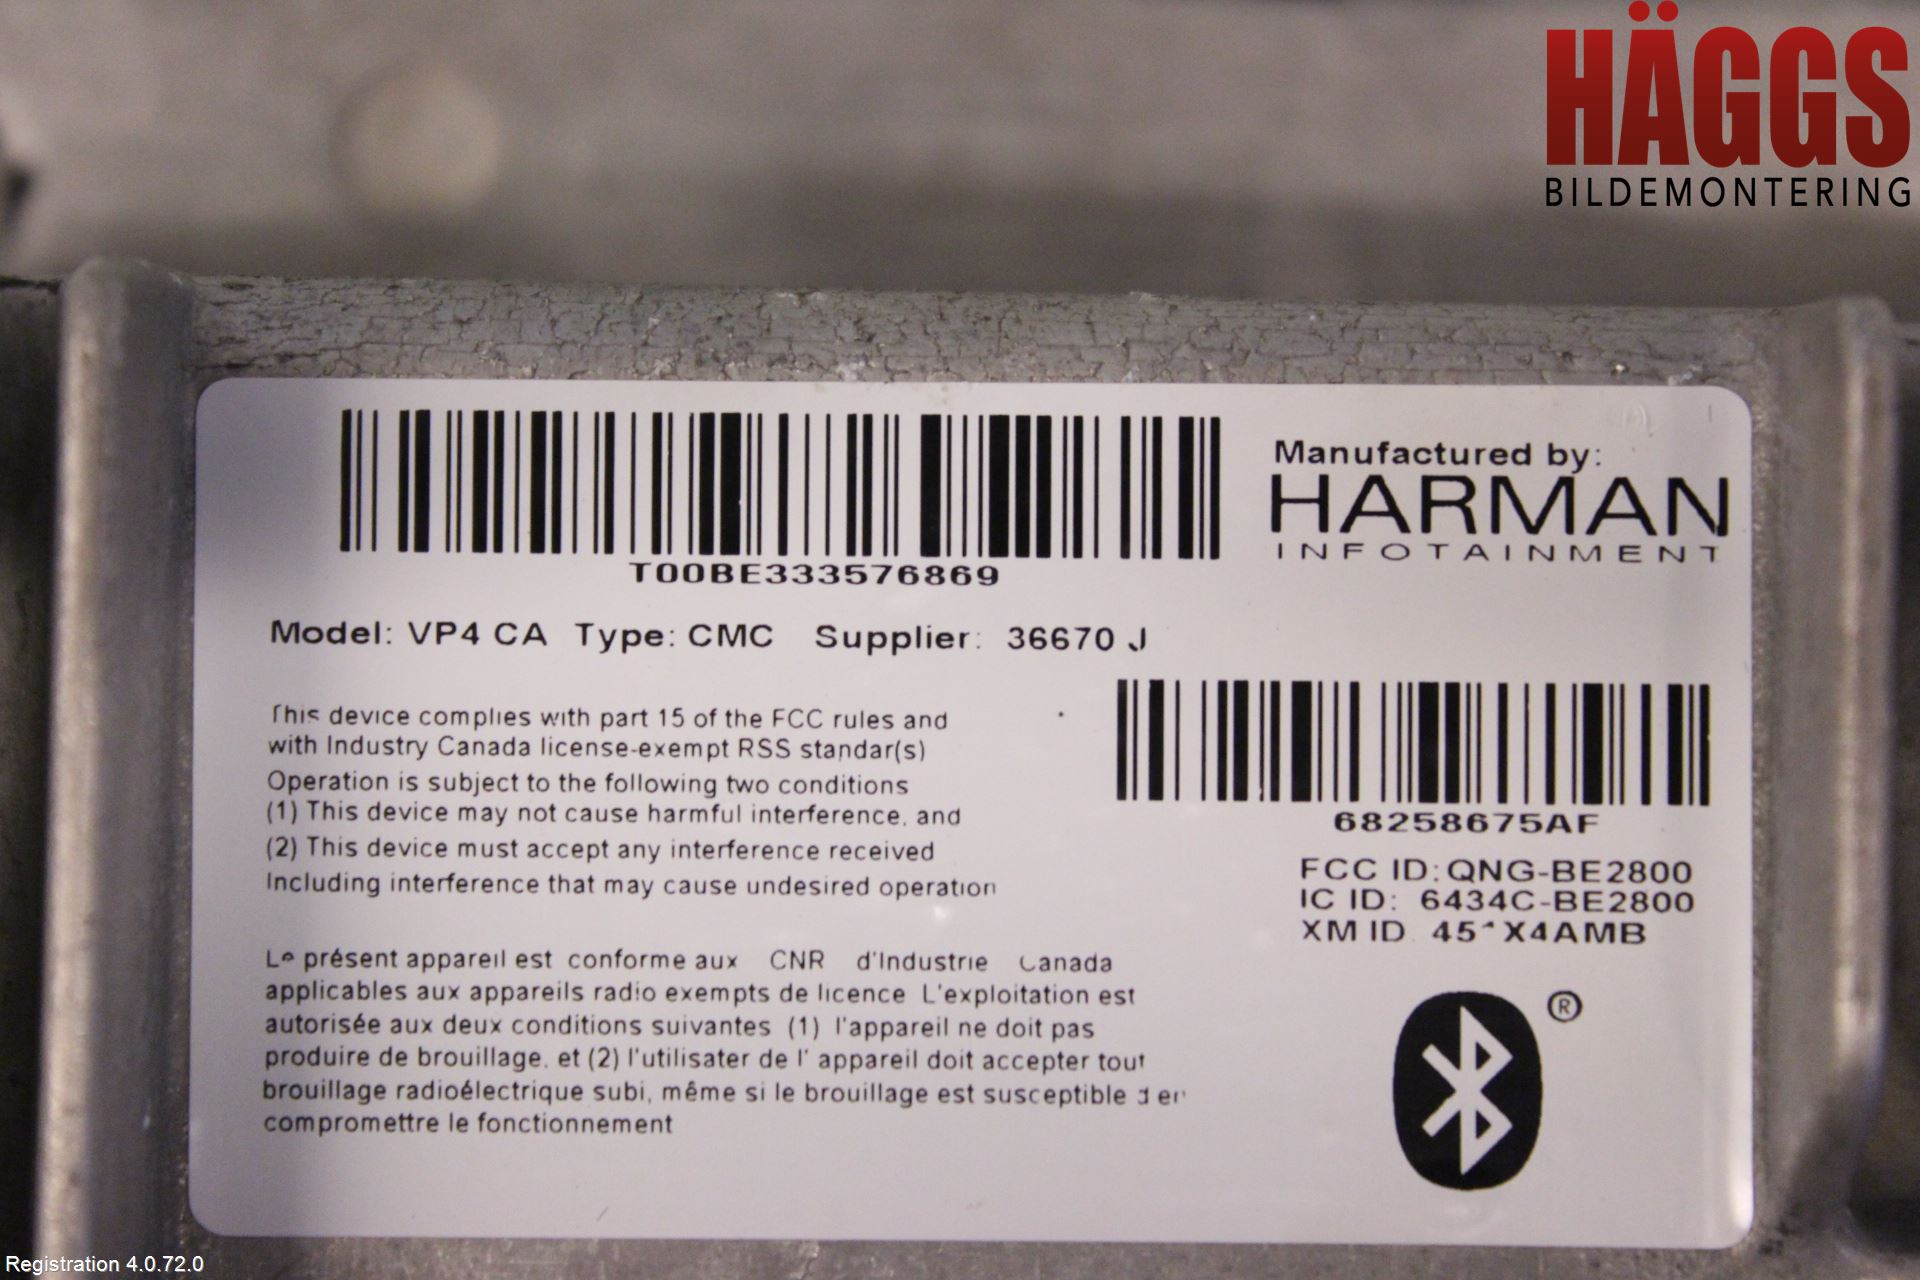 HÄGGS
BILDEMONTERING
Manufactured by:
HARMAN
INFOTAINMENT
T00BE333576869
Model: VP4 CA Type: CMC Supplier: 36670 J
This device complies with part 15 of the FCC rules and
with Industry Canada license-exempt RSS standar(s)
Operation is subject to the following two conditions
(1) This device may not cause harmful interference, and
(2) This device must accept any interference received
Including interference that may cause undesired operation
68258675AF
FCC ID: QNG-BE2800
IC ID: 6434C-BE2800
XM ID X4AMB
Le présent appareil est conforme aux CNR d'Industrie Canada
applicables aux appareils radio exempts de licence L'exploitation est
autorisée aux deux conditions suivantes (1) l'appareil ne doit pas
produire de brouillage, et (2) l'utilisater de l' appareil doit accepter tout
brouillage radioélectrique subi, même si le brouillage est susceptible
compromettre le fonctionnement
®
Registration 4.0.72.0